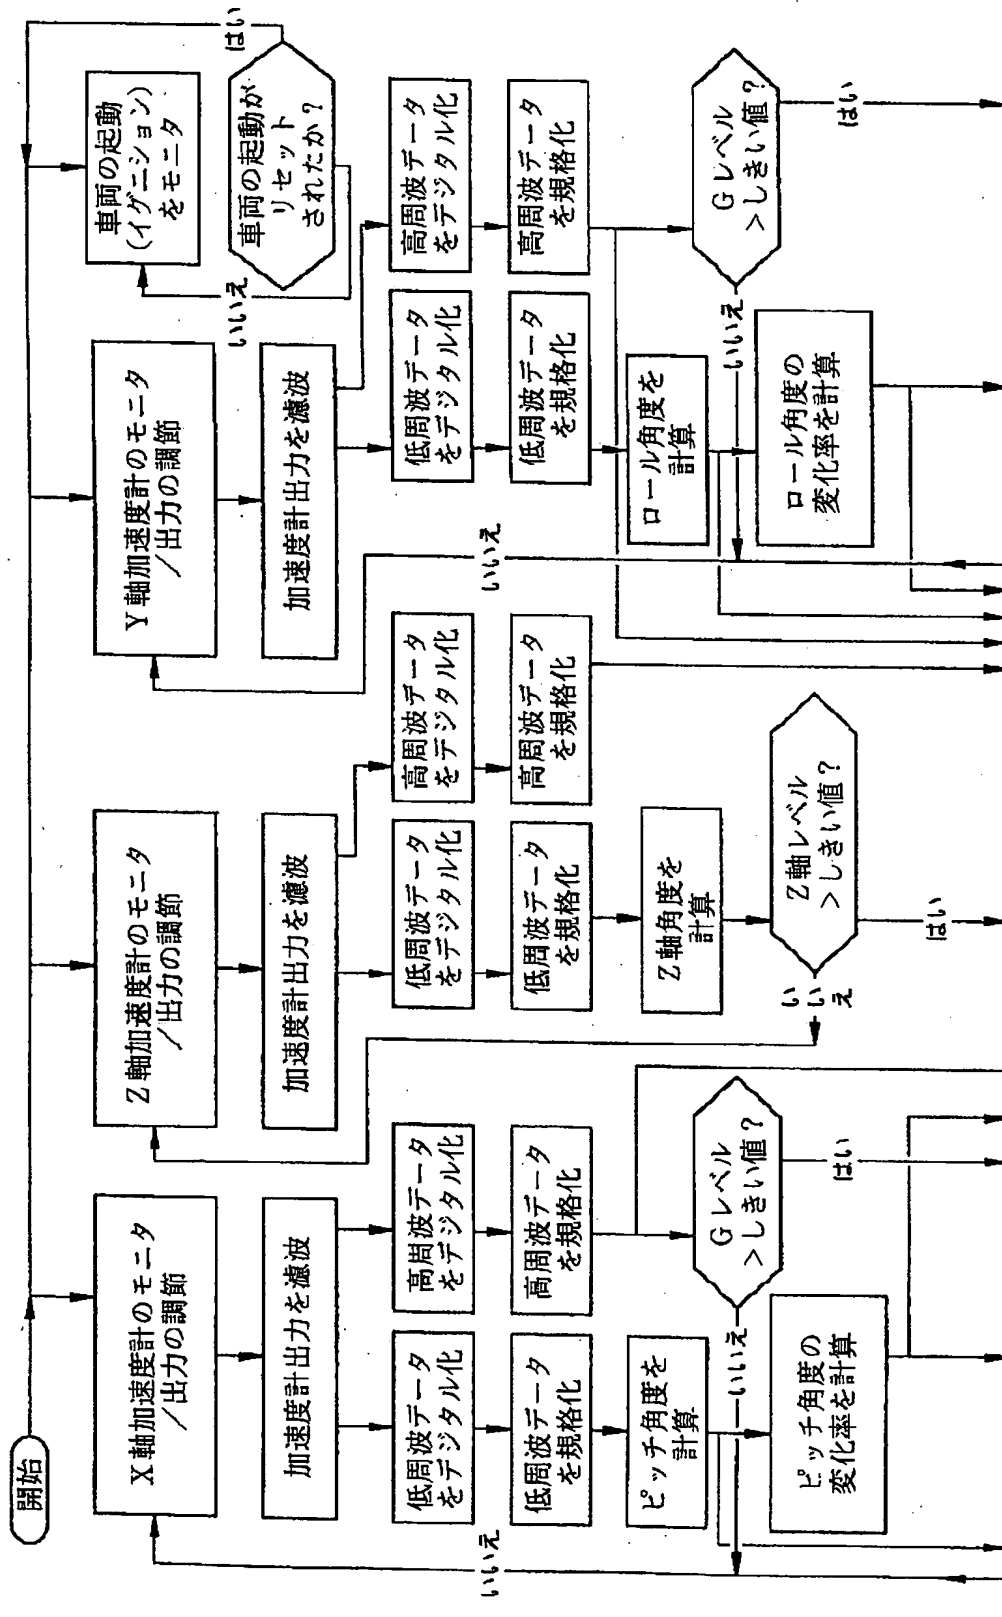 開始
X軸加速度計のモニタ
／出力の調節
加速度計出力を濾波
低周波データ
をデジタル化
高周波データ
をデジタル化
低周波データ
を規格化
高周波データ
を規格化
ピッチ角度を
計算
Gレベル
＞しきい値？
いいえ
はい
ピッチ角度の
変化率を計算
いいえ
Z軸加速度計のモニタ
／出力の調節
加速度計出力を濾波
低周波データ
をデジタル化
高周波データ
をデジタル化
低周波データ
を規格化
高周波データ
を規格化
Z軸角度を
計算
Z軸レベル
＞しきい値？
いいえ
はい
Y軸加速度計のモニタ
／出力の調節
加速度計出力を濾波
低周波データ
をデジタル化
高周波データ
をデジタル化
低周波データ
を規格化
高周波データ
を規格化
ロール角度を
計算
Gレベル
＞しきい値？
いいえ
はい
ロール角度の
変化率を計算
いいえ
車両の起動
(イグニション)
をモニタ
車両の起動が
リセット
されたか？
いいえ
はい